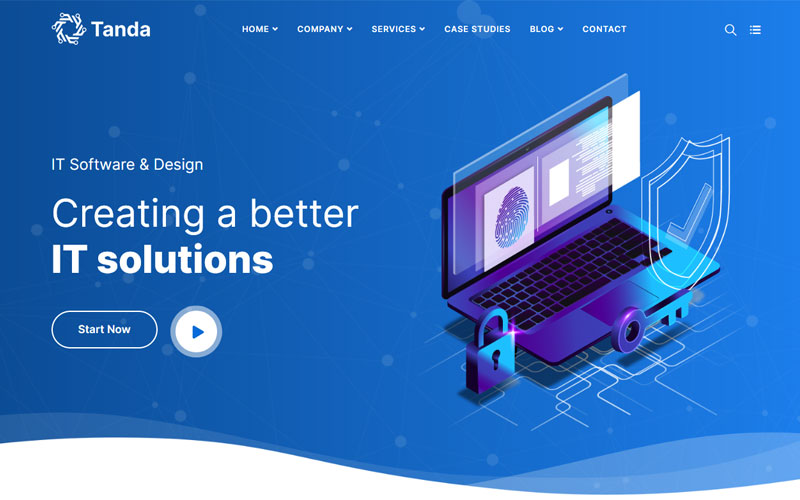 Tanda
HOME
COMPANY
SERVICES
CASE STUDIES
BLOG
CONTACT
IT Software & Design
Creating a better
IT solutions
Start Now